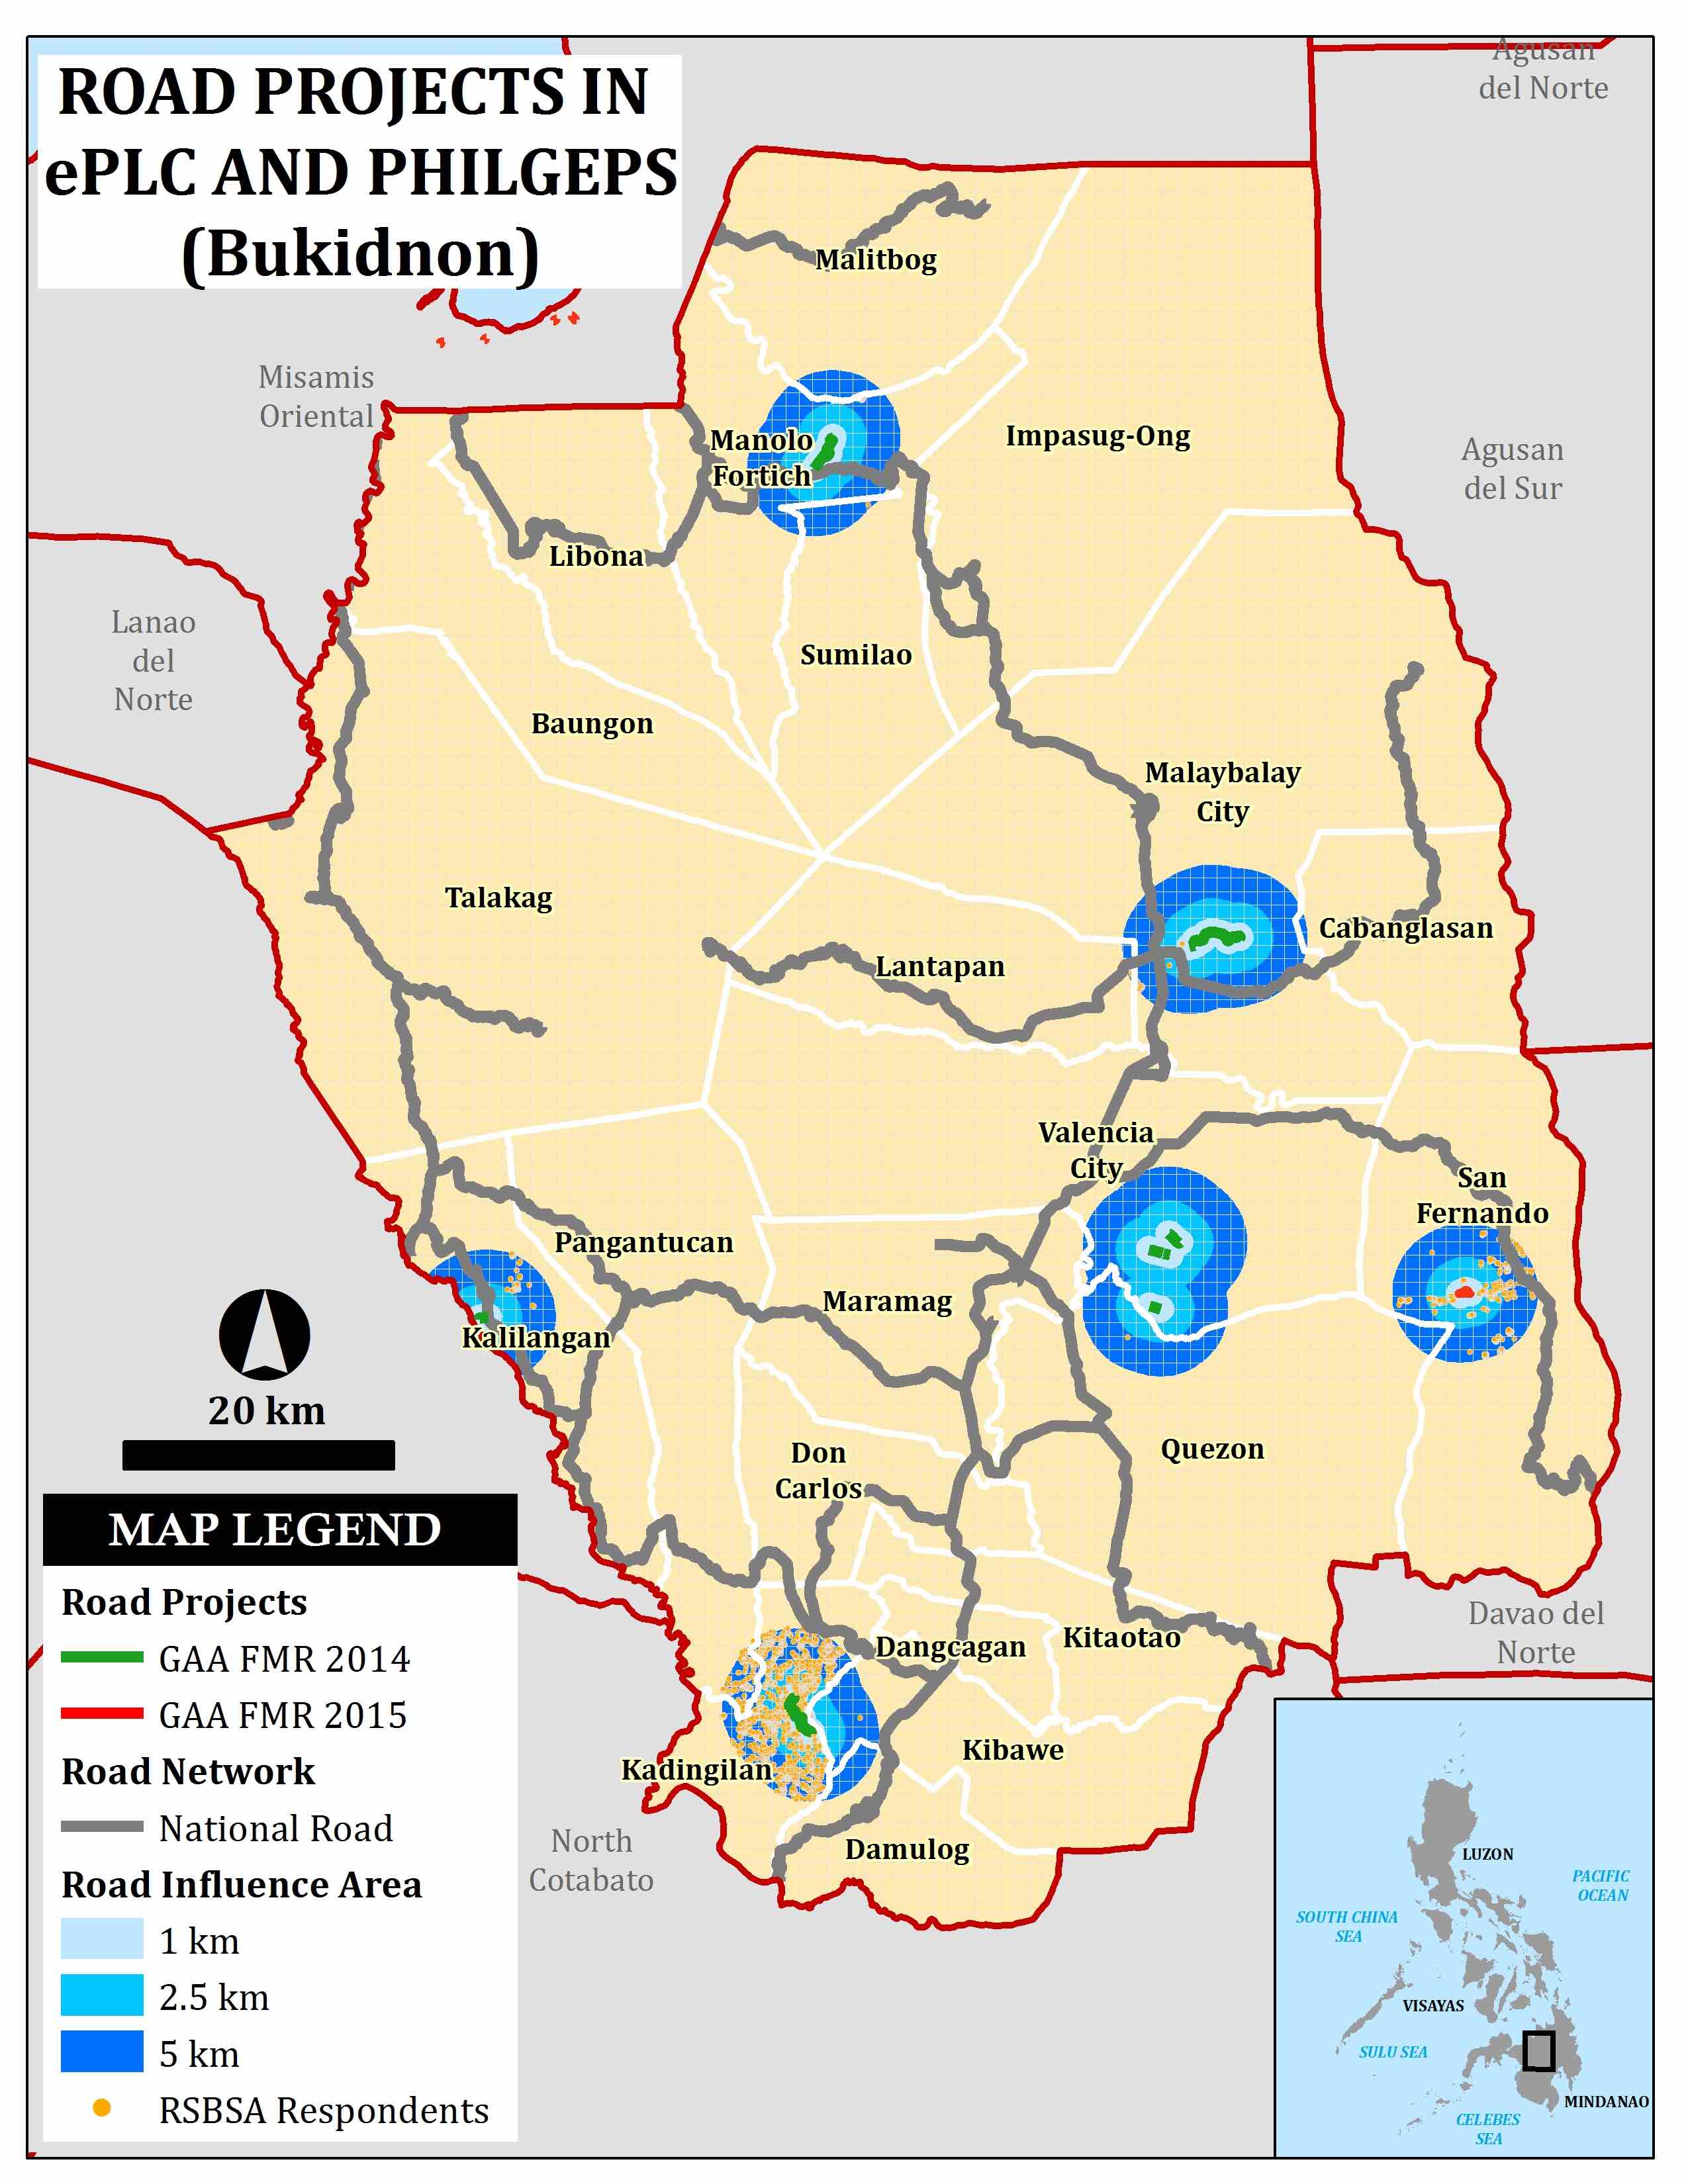 ROAD PROJECTS IN
ePLC AND PHILGEPS
(Bukidnon)
Agusan
del Norte
Malitbog
Misamis
Oriental
Manolo
Fortich
Impasug-Ong
Agusan
del Sur
Libona
Lanao
del
Norte
Sumilao
Baungon
Malaybalay
City
Talakag
Cabanglasan
Lantapan
Valencia
City
San
Fernando
Pangantucan
Maramag
Kalilangan
20 km
Don
Carlos
Quezon
Davao del
Norte
Dangcagan
Kitaotao
Kibawe
Kadingilan
Damulog
North
Cotabato
MAP LEGEND
Road Projects
GAA FMR 2014
GAA FMR 2015
Road Network
National Road
Road Influence Area
1 km
2.5 km
5 km
RSBSA Respondents
LUZON
PACIFIC
OCEAN
SOUTH CHINA
SEA
VISAYAS
SULU SEA
MINDANAO
CELEBES
SEA